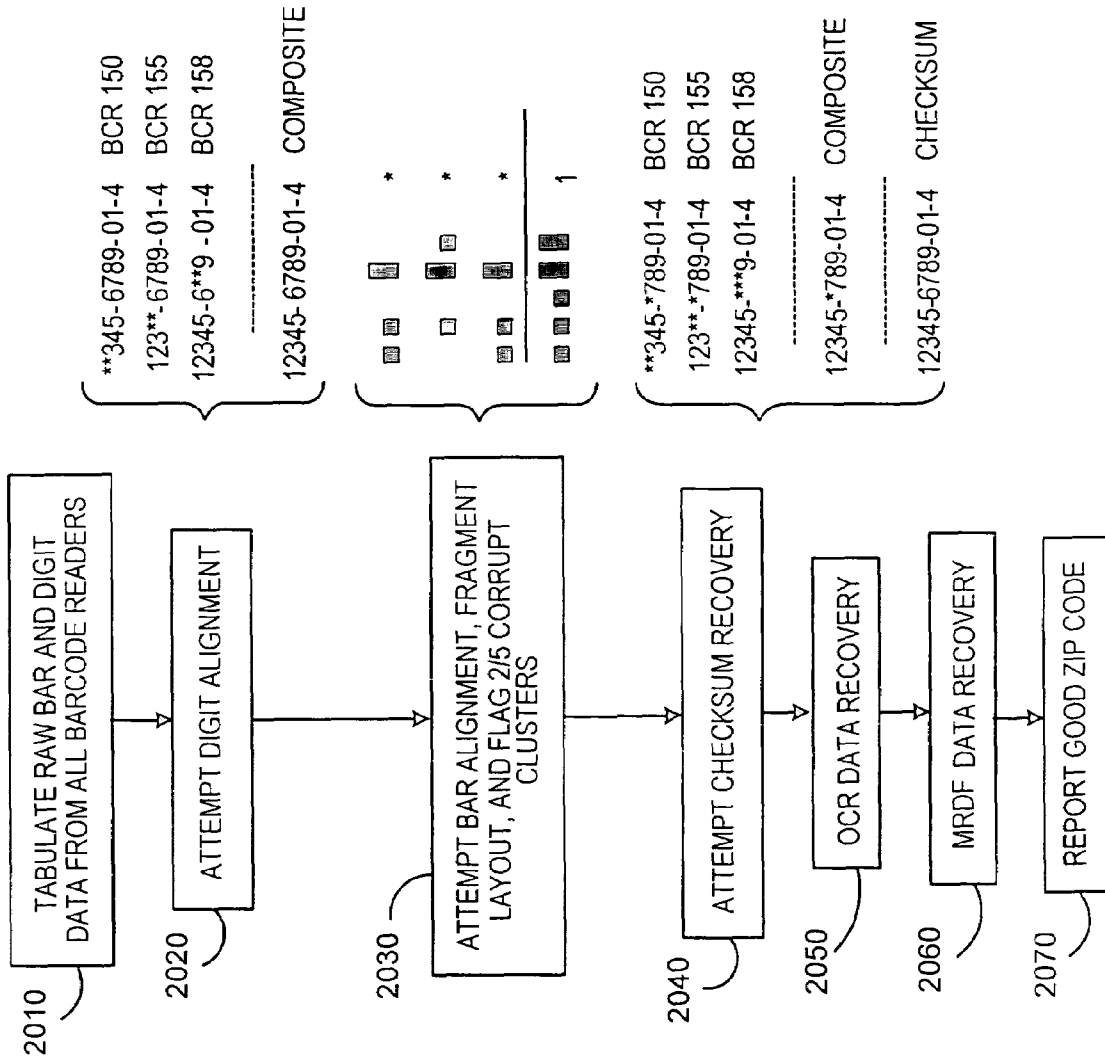 TABULATE RAW BAR AND DIGIT
DATA FROM ALL BARCODE READERS
2010
ATTEMPT DIGIT ALIGNMENT
2020
**345-6789-01-4 BCR 150
123**-6789-01-4 BCR 155
12345-6**9 -01-4 BCR 158
12345-6789-01-4 COMPOSITE
ATTEMPT BAR ALIGNMENT, FRAGMENT
LAYOUT, AND FLAG 2/5 CORRUPT
CLUSTERS
2030
*
*
*
1
ATTEMPT CHECKSUM RECOVERY
2040
**345-*789-01-4 BCR 150
123**-*789-01-4 BCR 155
12345-***9-01-4 BCR 158
12345-*789-01-4 COMPOSITE
12345-6789-01-4 CHECKSUM
OCR DATA RECOVERY
2050
MRDF DATA RECOVERY
2060
REPORT GOOD ZIP CODE
2070